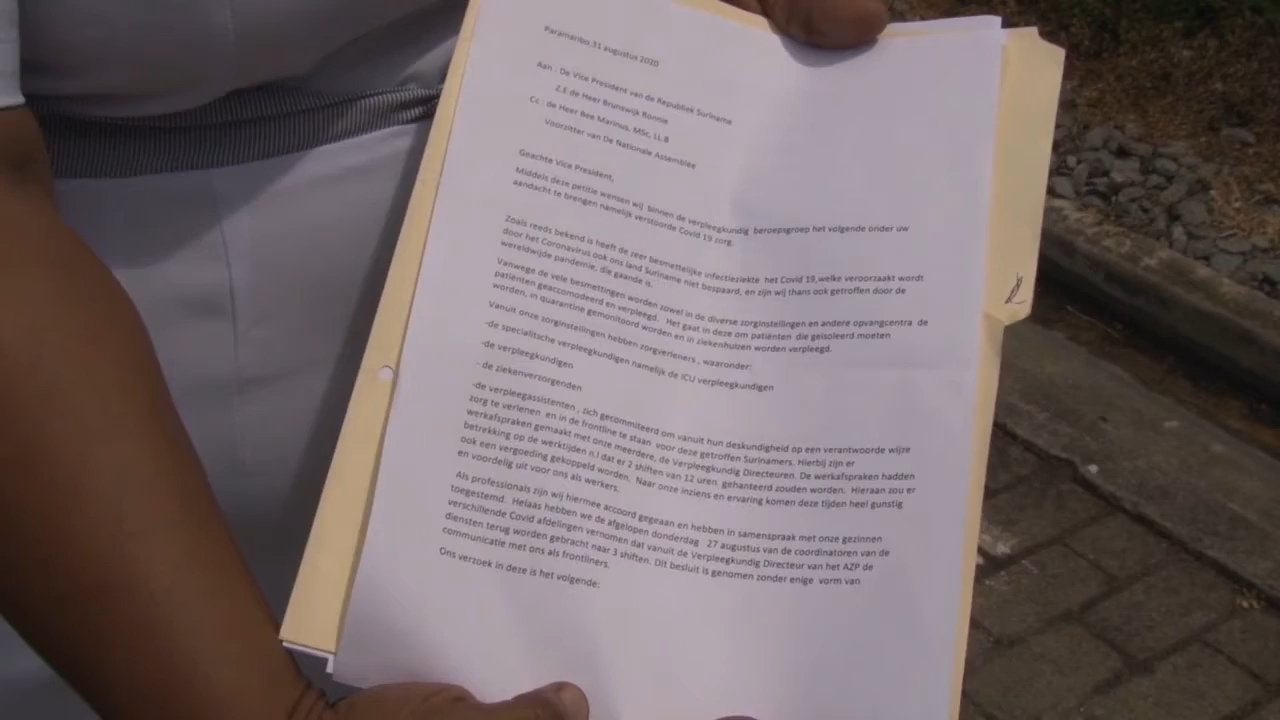 Paramaribo,31 augustus 2020
Aan : De Vice President van de Republiek Suriname
Z.E de Heer Brunswijk Ronnie
Cc : de Heer Bee Marinus, MSc, LL.B
Voorzitter van De Nationale Assemblee
Geachte Vice President,
Middels deze petitie wensen wij binnen de verpleegkundig beroepsgroep het volgende onder uw
aandacht te brengen namelijk verstoorde Covid 19 zorg.
Zoals reeds bekend is heeft de zeer besmettelijke infectieziekte het Covid 19,welke veroorzaakt wordt
door het Coronavirus ook ons land Suriname niet bespaard, en zijn wij thans ook getroffen door de
wereldwijde pandemie, die gaande is.
Vanwege de vele besmettingen worden zowel in de diverse zorginstellingen en andere opvangcentra de
patiënten geaccomodeerd en verpleegd. Het gaat in deze om patiënten die geisoleerd moeten
worden, in quarantine gemonitoord worden en in ziekenhuizen worden verpleegd.
Vanuit onze zorginstellingen hebben zorgverleners , waaronder:
-de specialitsche verpleegkundigen namelijk de ICU verpleegkundigen
-de verpleegkundigen
- de ziekenverzorgenden
-de verpleegassistenten , zich gecommiteerd om vanuit hun deskundigheid op een verantwoorde wijze
zorg te verlenen en in de frontline te staan voor deze getroffen Surinamers. Hierbij zijn er
werkafspraken gemaakt met onze meerdere, de Verpleegkundig Directeuren. De werkafspraken hadden
betrekking op de werktijden n.l dat er 2 shiften van 12 uren gehanteerd zouden worden. Hieraan zou er
ook een vergoeding gekoppeld worden. Naar onze inziens en ervaring komen deze tijden heel gunstig
en voordelig uit voor ons als werkers.
Als professionals zijn wij hiermee accoord gegeaan en hebben in samenspraak met onze gezinnen
toegestemd. Helaas hebben we de afgelopen donderdag 27 augustus van de coordinatoren van de
verschillende Covid afdelingen vernomen dat vanuit de Verpleegkundig Directeur van het AZP de
diensten terug worden gebracht naar 3 shiften. Dit besluit is genomen zonder enige vorm van
communicatie met ons als frontliners.
Ons verzoek in deze is het volgende: